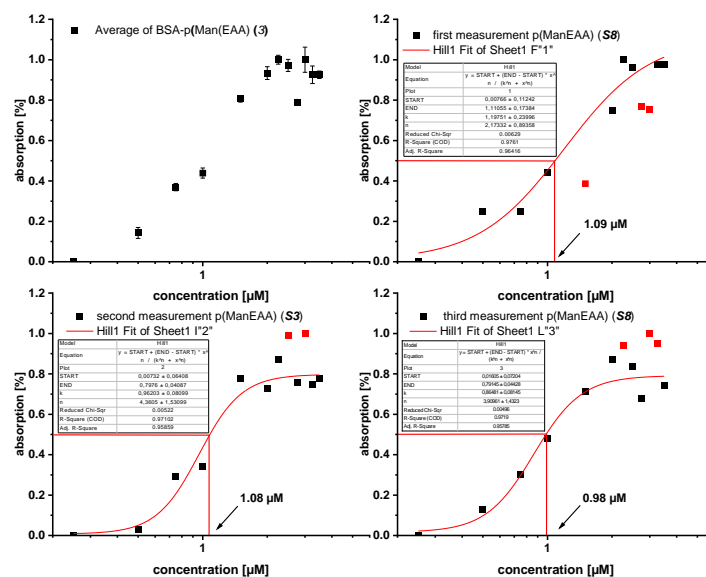 1.2
1.0
0.8
0.6
0.4
0.2
0.0
absorption [%]
Average of BSA-p(Man(EAA) (3)
1
concentration [µM]
1.2
1.0
0.8
0.6
0.4
0.2
0.0
absorption [%]
first measurement p(ManEAA) (S8)
Hill1 Fit of Sheet1 F"1"
Model Hill1
Equation y = START + (END - START) * x^n / (k^n + x^n)
Plot 1
START 0,00766 ± 0,11242
END 1,11055 ± 0,17384
k 1,19751 ± 0,23996
n 2,17332 ± 0,89358
Reduced Chi-Sqr 0.00629
R-Square (COD) 0.9761
Adj. R-Square 0.96416
1.09 µM
1
concentration [µM]
1.2
1.0
0.8
0.6
0.4
0.2
0.0
absorption [%]
second measurement p(ManEAA) (S3)
Hill1 Fit of Sheet1 I"2"
Model Hill1
Equation y = START + (END - START) * x^n / (k^n + x^n)
Plot 2
START 0,00732 ± 0,06408
END 0,7976 ± 0,04087
k 0,96203 ± 0,08099
n 4,3605 ± 1,53099
Reduced Chi-Sqr 0.00522
R-Square (COD) 0.97102
Adj. R-Square 0.95859
1.08 µM
1
concentration [µM]
1.2
1.0
0.8
0.6
0.4
0.2
0.0
absorption [%]
third measurement p(ManEAA) (S8)
Hill1 Fit of Sheet1 L"3"
Model Hill1
Equation y = START + (END - START) * x^n / (k^n + x^n)
Plot 3
START 0,01605 ± 0,07204
END 0,79145 ± 0,04428
k 0,86481 ± 0,08145
n 3,90961 ± 1,4323
Reduced Chi-Sqr 0.00496
R-Square (COD) 0.9719
Adj. R-Square 0.95785
0.98 µM
1
concentration [µM]